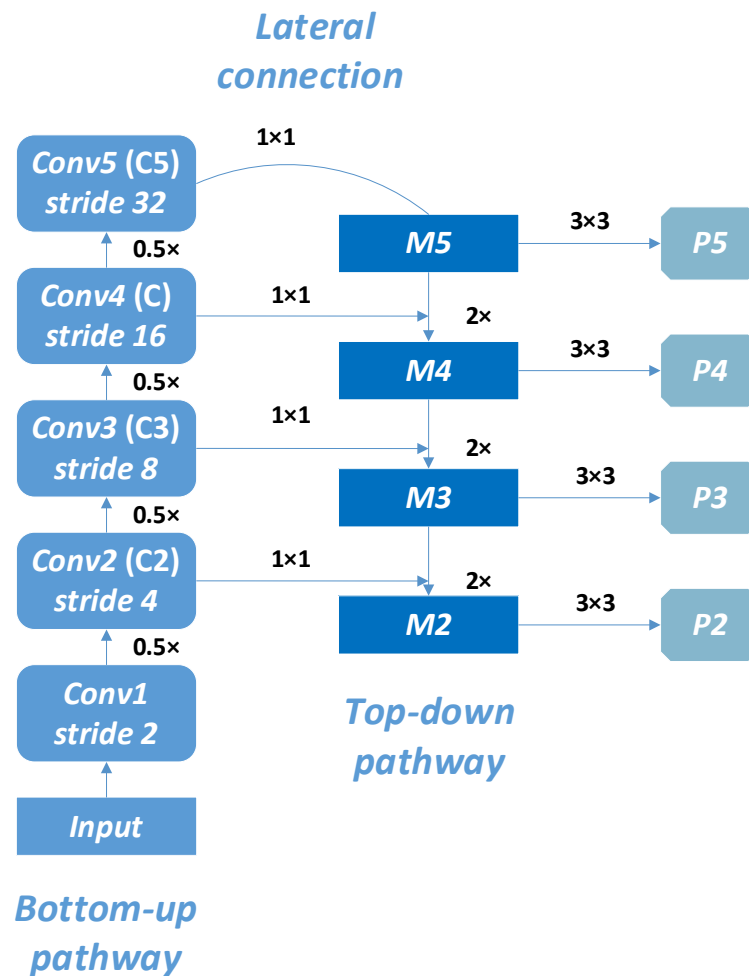 Lateral
connection
1×1
Conv5 (C5)
stride 32
3×3
M5
P5
0.5×
Conv4 (C)
stride 16
1×1
2×
3×3
M4
P4
0.5×
Conv3 (C3)
stride 8
1×1
2×
3×3
M3
P3
0.5×
Conv2 (C2)
stride 4
1×1
2×
3×3
M2
P2
0.5×
Conv1
stride 2
Top-down
pathway
Input
Bottom-up
pathway